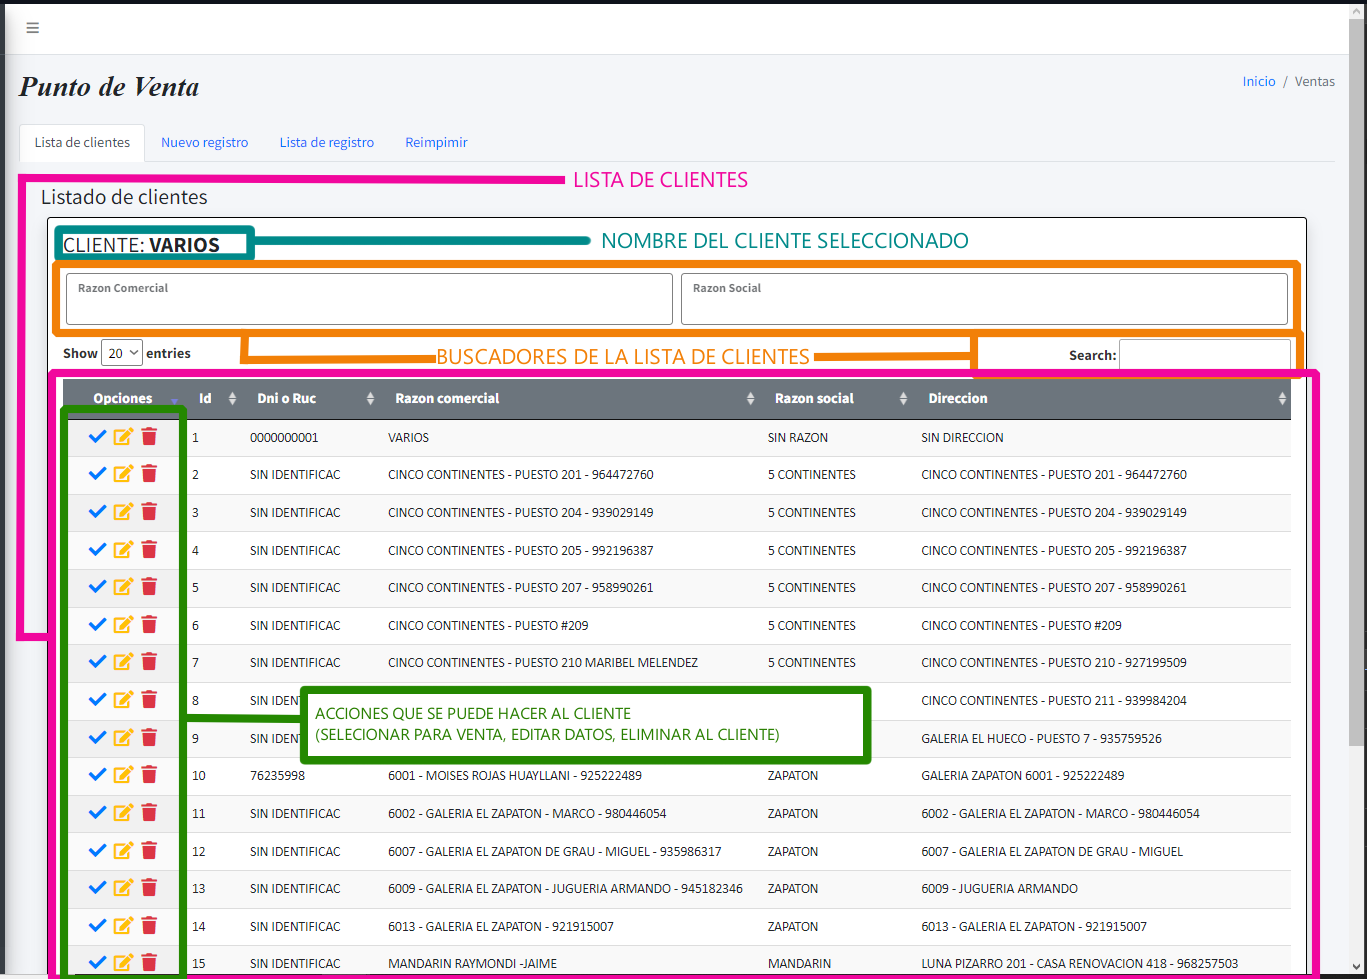 Punto de Venta
Inicio / Ventas
Lista de clientes Nuevo registro Lista de registro Reimpimir
LISTA DE CLIENTES
Listado de clientes
CLIENTE: VARIOS
NOMBRE DEL CLIENTE SELECCIONADO
Razon Comercial Razon Social
Show 20 entries
BUSCADORES DE LA LISTA DE CLIENTES
Search:
Opciones Id Dni o Ruc Razon comercial Razon social Direccion
1 0000000001 VARIOS SIN RAZON SIN DIRECCION
2 SIN IDENTIFICAC CINCO CONTINENTES - PUESTO 201 - 964472760 5 CONTINENTES CINCO CONTINENTES - PUESTO 201 - 964472760
3 SIN IDENTIFICAC CINCO CONTINENTES - PUESTO 204 - 939029149 5 CONTINENTES CINCO CONTINENTES - PUESTO 204 - 939029149
4 SIN IDENTIFICAC CINCO CONTINENTES - PUESTO 205 - 992196387 5 CONTINENTES CINCO CONTINENTES - PUESTO 205 - 992196387
5 SIN IDENTIFICAC CINCO CONTINENTES - PUESTO 207 - 958990261 5 CONTINENTES CINCO CONTINENTES - PUESTO 207 - 958990261
6 SIN IDENTIFICAC CINCO CONTINENTES - PUESTO #209 5 CONTINENTES CINCO CONTINENTES - PUESTO #209
7 SIN IDENTIFICAC CINCO CONTINENTES - PUESTO 210 MARIBEL MELENDEZ 5 CONTINENTES CINCO CONTINENTES - PUESTO 210 - 927199509
8 SIN IDEN CINCO CONTINENTES - PUESTO 211 - 939984204
ACCIONES QUE SE PUEDE HACER AL CLIENTE
(SELECIONAR PARA VENTA, EDITAR DATOS, ELIMINAR AL CLIENTE)
9 SIN IDEN GALERIA EL HUECO - PUESTO 7 - 935759526
10 76235998 6001 - MOISES ROJAS HUAYLLANI - 925222489 ZAPATON GALERIA ZAPATON 6001 - 925222489
11 SIN IDENTIFICAC 6002 - GALERIA EL ZAPATON - MARCO - 980446054 ZAPATON 6002 - GALERIA EL ZAPATON - MARCO - 980446054
12 SIN IDENTIFICAC 6007 - GALERIA EL ZAPATON DE GRAU - MIGUEL - 935986317 ZAPATON 6007 - GALERIA EL ZAPATON DE GRAU - MIGUEL
13 SIN IDENTIFICAC 6009 - GALERIA EL ZAPATON - JUGUERIA ARMANDO - 945182346 ZAPATON 6009 - JUGUERIA ARMANDO
14 SIN IDENTIFICAC 6013 - GALERIA EL ZAPATON - 921915007 ZAPATON 6013 - GALERIA EL ZAPATON - 921915007
15 SIN IDENTIFICAC MANDARIN RAYMONDI -JAIME MANDARIN LUNA PIZARRO 201 - CASA RENOVACION 418 - 968257503